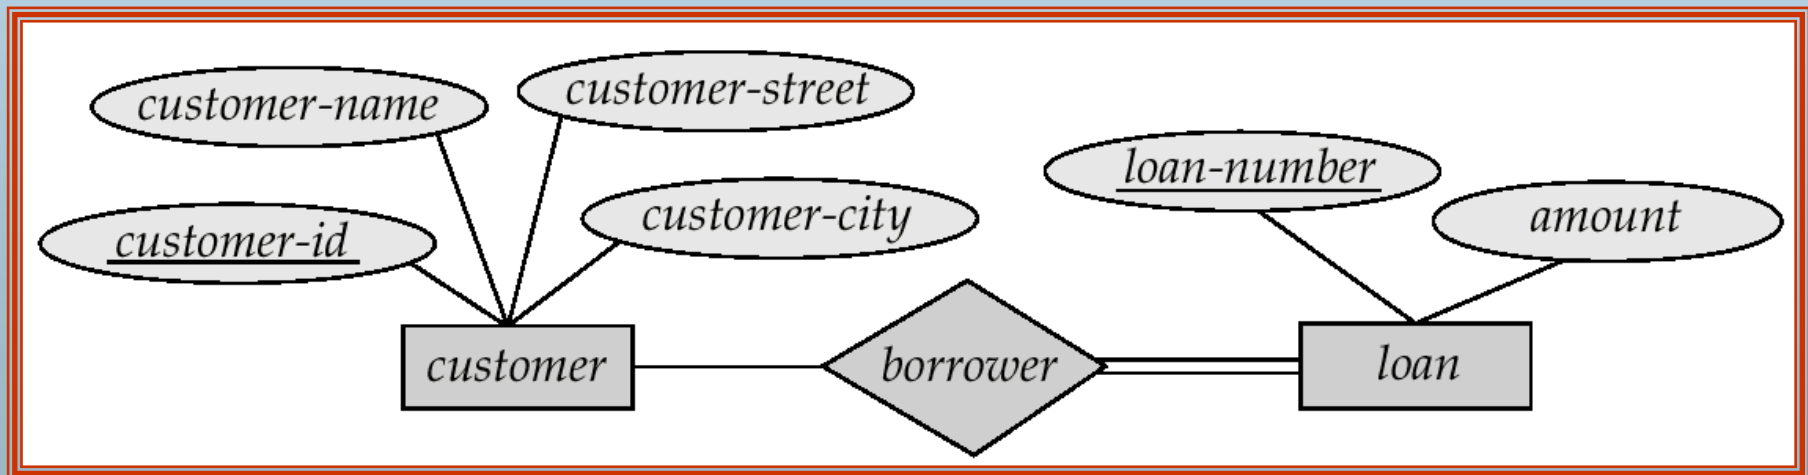 customer-name
customer-street
customer-id
customer-city
loan-number
amount
customer
borrower
loan